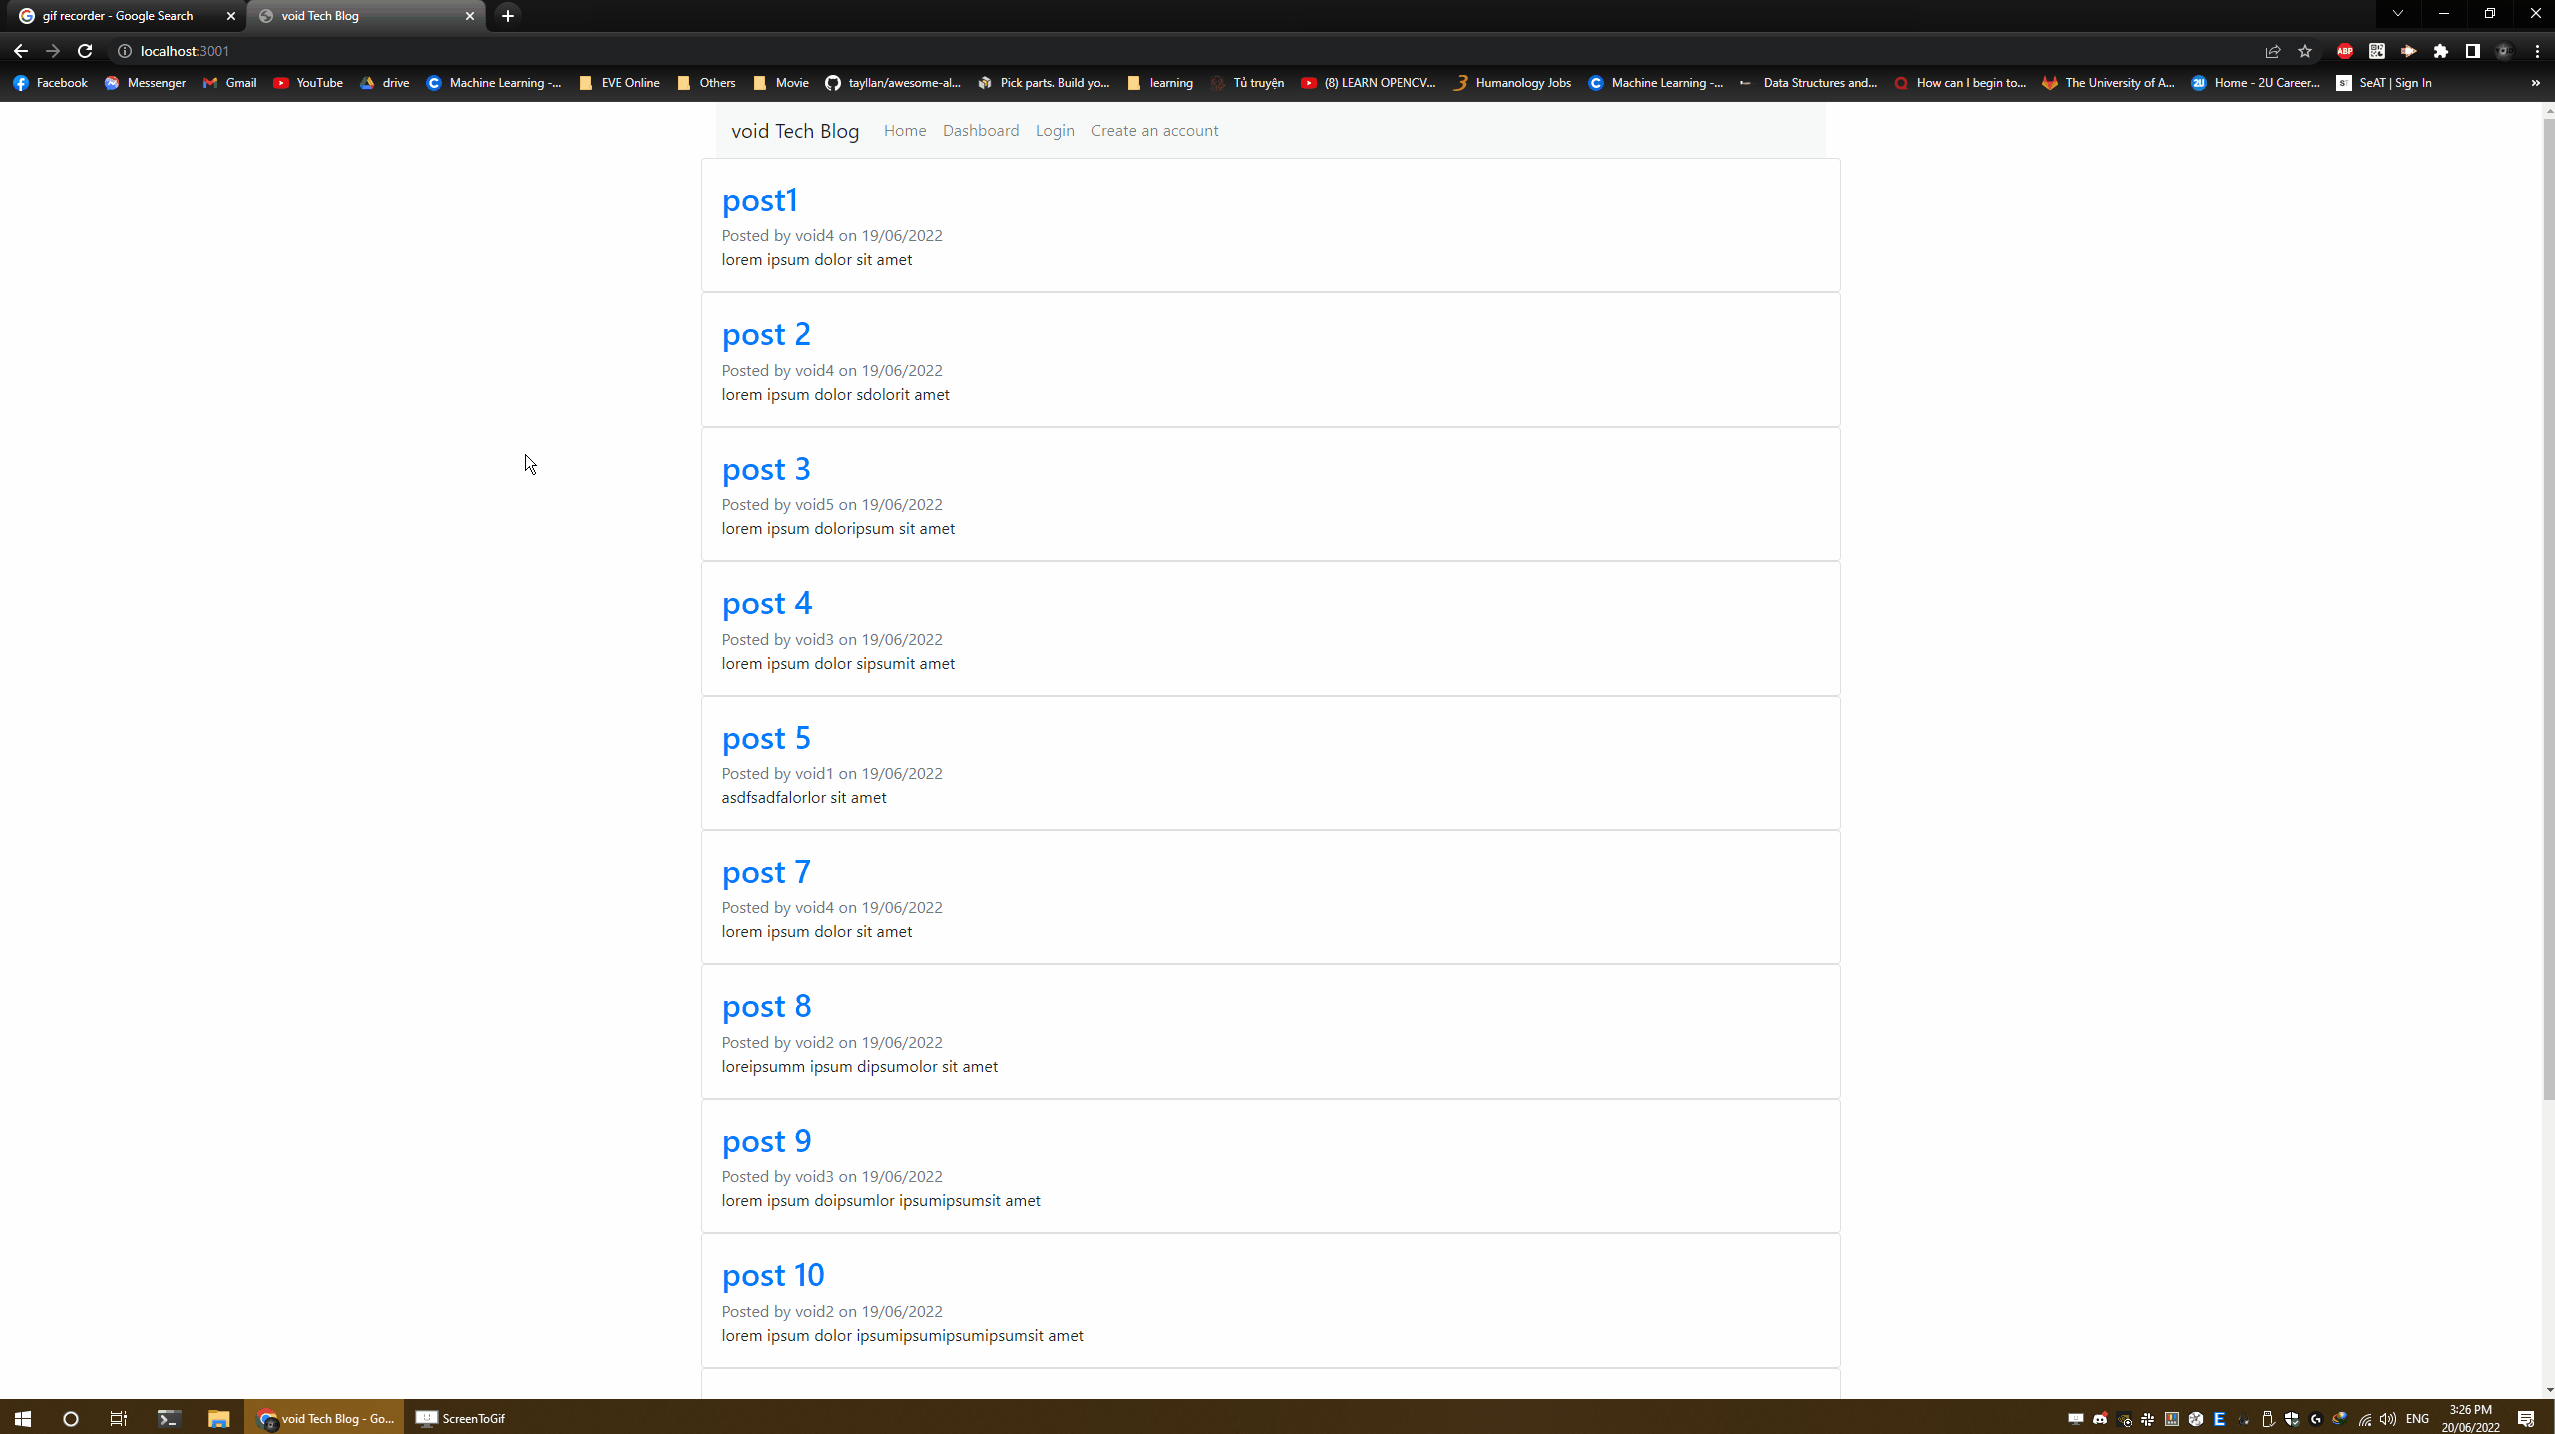 gif recorder - Google Search
void Tech Blog
localhost:3001
ABP
Facebook
Messenger
Gmail
YouTube
drive
Machine Learning -...
EVE Online
Others
Movie
tayllan/awesome-al...
Pick parts. Build yo...
learning
Tủ truyện
(8) LEARN OPENCV...
Humanology Jobs
Machine Learning -...
Data Structures and...
How can I begin to...
The University of A...
2U
Home - 2U Career...
ST
SeAT | Sign In
void Tech Blog
Home
Dashboard
Login
Create an account
post1
Posted by void4 on 19/06/2022
lorem ipsum dolor sit amet
post 2
Posted by void4 on 19/06/2022
lorem ipsum dolor sdolorit amet
post 3
Posted by void5 on 19/06/2022
lorem ipsum doloripsum sit amet
post 4
Posted by void3 on 19/06/2022
lorem ipsum dolor sipsumit amet
post 5
Posted by void1 on 19/06/2022
asdfsadfalorlor sit amet
post 7
Posted by void4 on 19/06/2022
lorem ipsum dolor sit amet
post 8
Posted by void2 on 19/06/2022
loreipsumm ipsum dipsumolor sit amet
post 9
Posted by void3 on 19/06/2022
lorem ipsum doipsumlor ipsumipsumsit amet
post 10
Posted by void2 on 19/06/2022
lorem ipsum dolor ipsumipsumipsumipsumsit amet
void Tech Blog - Go...
ScreenToGif
ENG
3:26 PM
20/06/2022